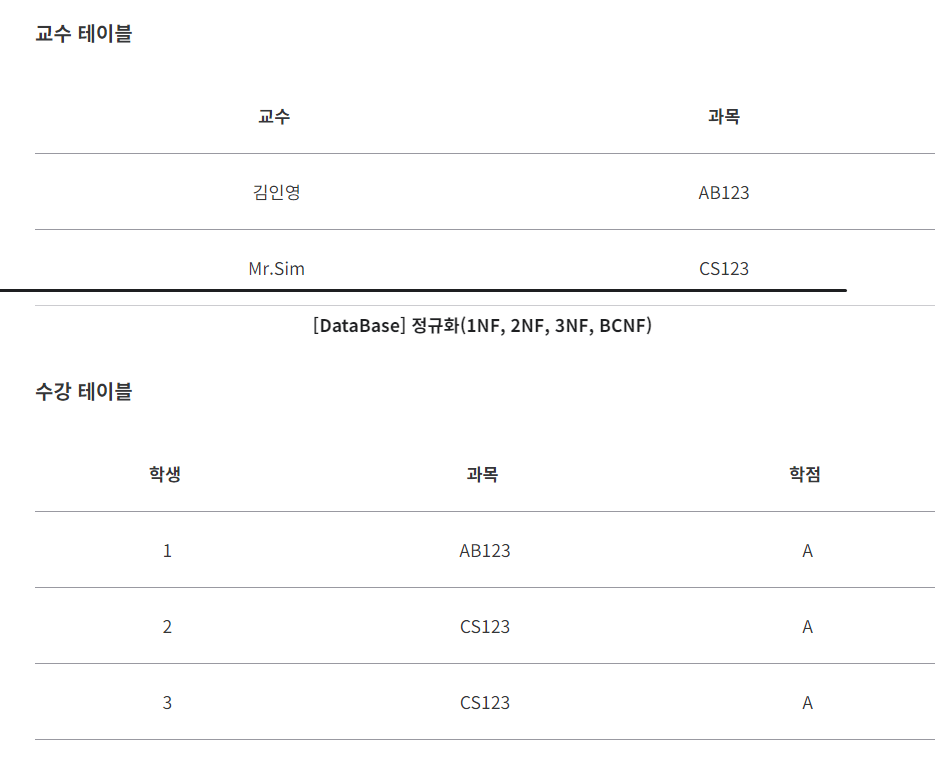 교수 테이블
교수 과목
김인영 AB123
Mr.Sim CS123
[DataBase] 정규화(1NF, 2NF, 3NF, BCNF)
수강 테이블
학생 과목 학점
1 AB123 A
2 CS123 A
3 CS123 A